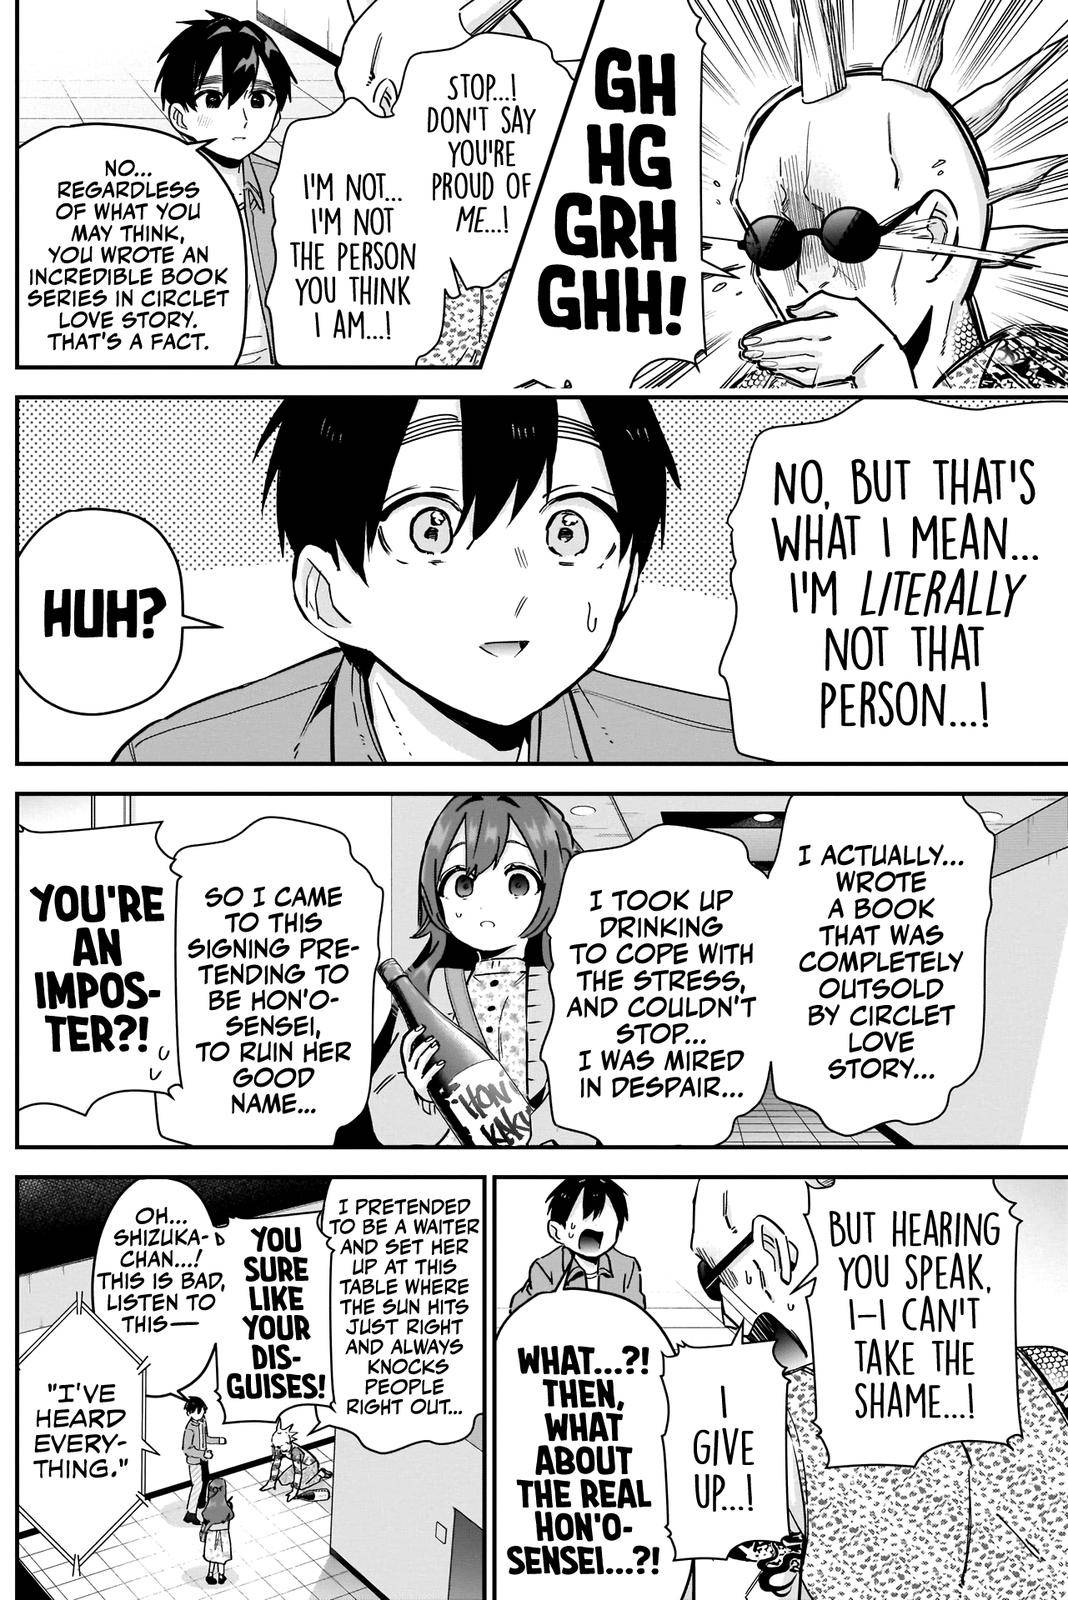 GH
HG
GRH
GHH!
STOP...!
DON'T SAY
YOU'RE
PROUD OF
ME...!
I'M NOT...
I'M NOT
THE PERSON
YOU THINK
I AM...!
NO...
REGARDLESS
OF WHAT YOU
MAY THINK,
YOU WROTE AN
INCREDIBLE BOOK
SERIES IN CIRCLET
LOVE STORY.
THAT'S A FACT.
NO, BUT THAT'S
WHAT I MEAN...
I'M LITERALLY
NOT THAT
PERSON...!
HUH?
I ACTUALLY...
WROTE
A BOOK
THAT WAS
COMPLETELY
OUTSOLD
BY CIRCLET
LOVE
STORY...
I TOOK UP
DRINKING
TO COPE WITH
THE STRESS,
AND COULDN'T
STOP...
I WAS MIRED
IN DESPAIR...
HON
KAKU
SO I CAME
TO THIS
SIGNING PRE-
TENDING TO
BE HON'O-
SENSEI,
TO RUIN HER
GOOD
NAME...
YOU'RE
AN
IMPOS-
TER?!
BUT HEARING
YOU SPEAK,
I-I CAN'T
TAKE THE
SHAME...!
I
GIVE
UP...!
WHAT...?!
THEN,
WHAT
ABOUT
THE REAL
HON'O-
SENSEI...?!
I PRETENDED
TO BE A WAITER
AND SET HER
UP AT THIS
TABLE WHERE
THE SUN HITS
JUST RIGHT
AND ALWAYS
KNOCKS
PEOPLE
RIGHT OUT...
YOU
SURE
LIKE
YOUR
DIS-
GUISES!
OH...
SHIZUKA-
CHAN...!
THIS IS BAD,
LISTEN TO
THIS—
"I'VE
HEARD
EVERY-
THING."